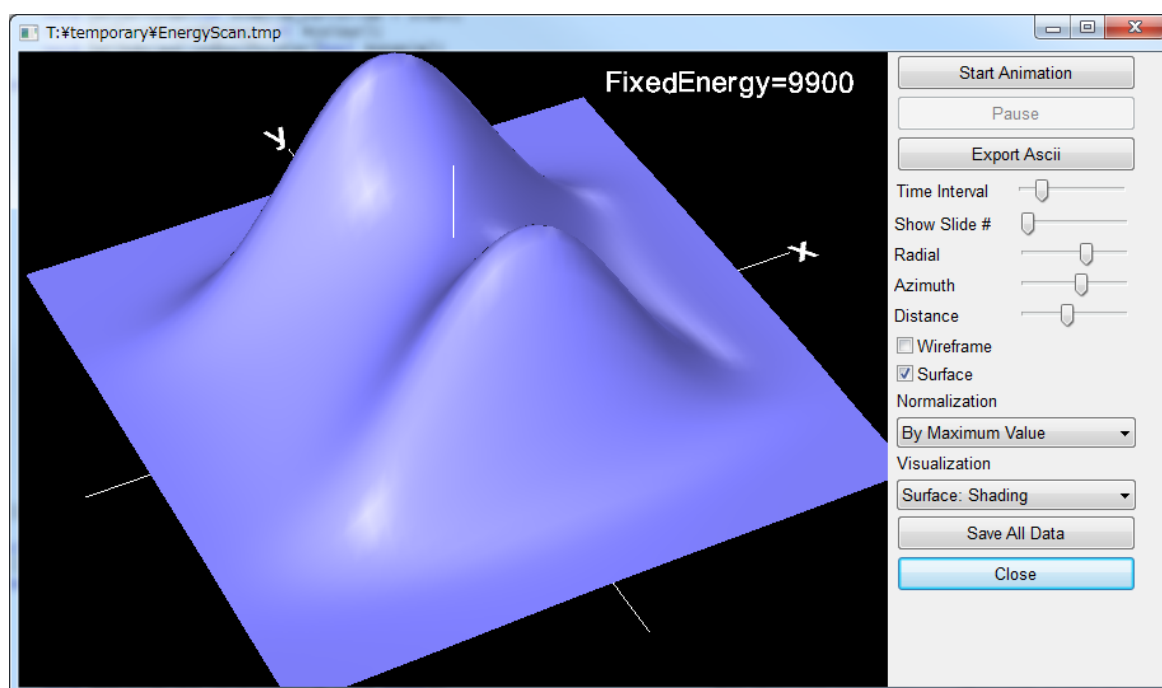 T:¥temporary¥EnergyScan.tmp
FixedEnergy=9900
y
x
Start Animation
Pause
Export Ascii
Time Interval
Show Slide #
Radial
Azimuth
Distance
Wireframe
Surface
Normalization
By Maximum Value
Visualization
Surface: Shading
Save All Data
Close